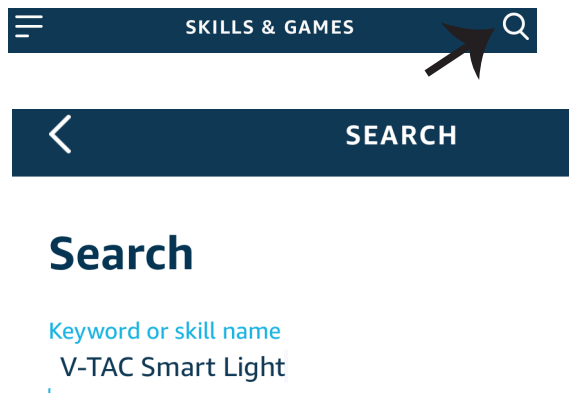 SKILLS & GAMES
SEARCH
Search
Keyword or skill name
V-TAC Smart Light